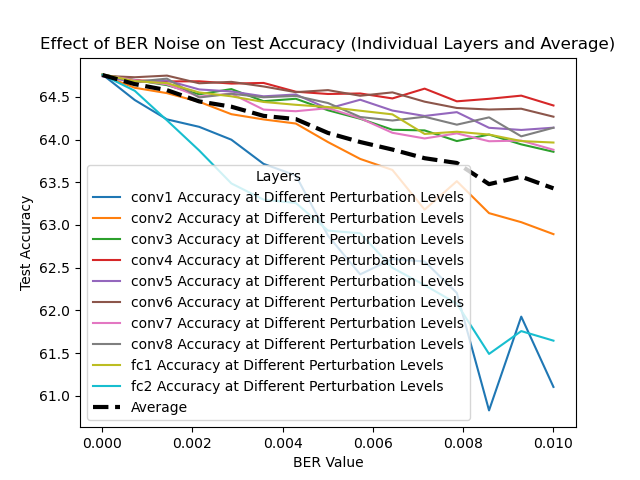 Effect of BER Noise on Test Accuracy (Individual Layers and Average)
Test Accuracy
64.5
64.0
63.5
63.0
62.5
62.0
61.5
61.0
Layers
conv1 Accuracy at Different Perturbation Levels
conv2 Accuracy at Different Perturbation Levels
conv3 Accuracy at Different Perturbation Levels
conv4 Accuracy at Different Perturbation Levels
conv5 Accuracy at Different Perturbation Levels
conv6 Accuracy at Different Perturbation Levels
conv7 Accuracy at Different Perturbation Levels
conv8 Accuracy at Different Perturbation Levels
fc1 Accuracy at Different Perturbation Levels
fc2 Accuracy at Different Perturbation Levels
Average
0.000 0.002 0.004 0.006 0.008 0.010
BER Value